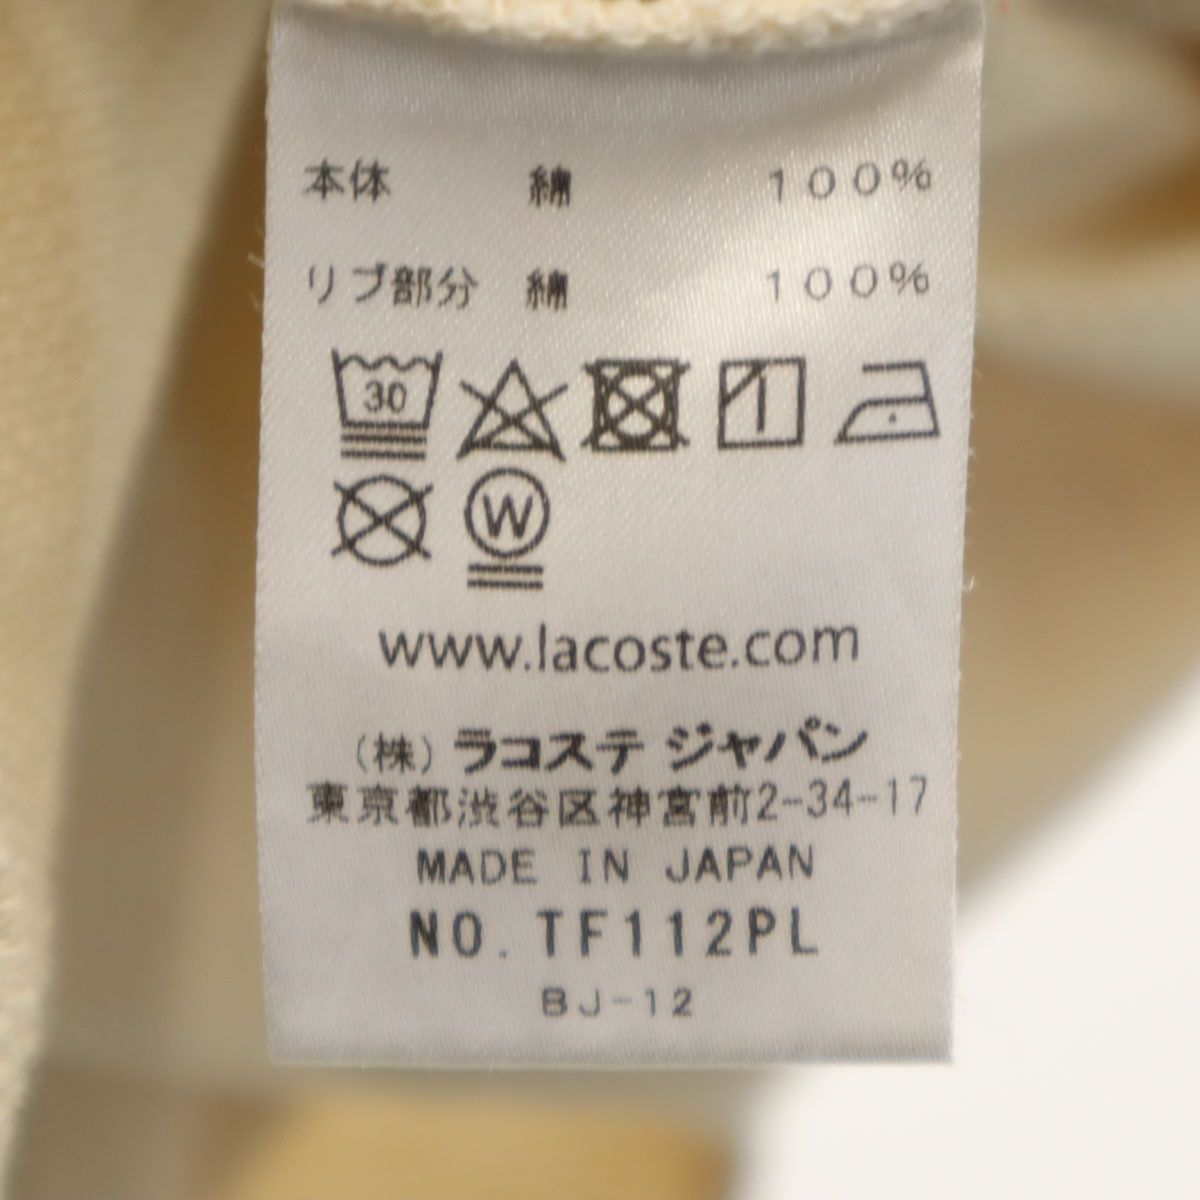 本体 綿 100%
リブ部分 綿 100%
30
W
www.lacoste.com
(株) ラコステ ジャパン
東京都渋谷区神宮前2-34-17
MADE IN JAPAN
NO. TF112PL
BJ-12